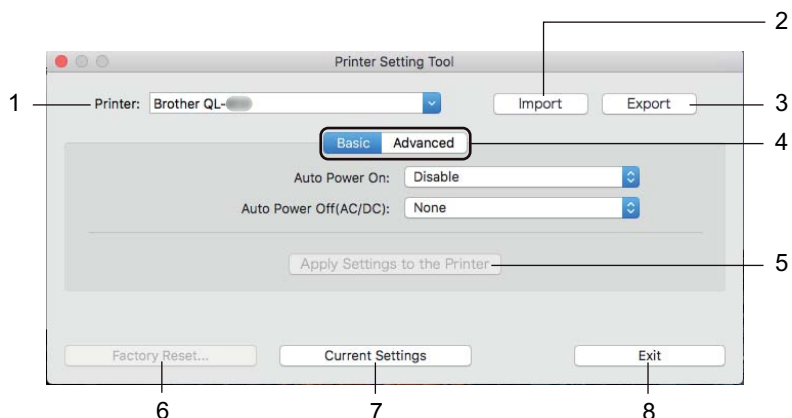 2
Printer Setting Tool
1 Printer: Brother QL- Import Export 3
Basic Advanced 4
Auto Power On: Disable
Auto Power Off(AC/DC): None
Apply Settings to the Printer 5
Factory Reset... Current Settings Exit
6 7 8